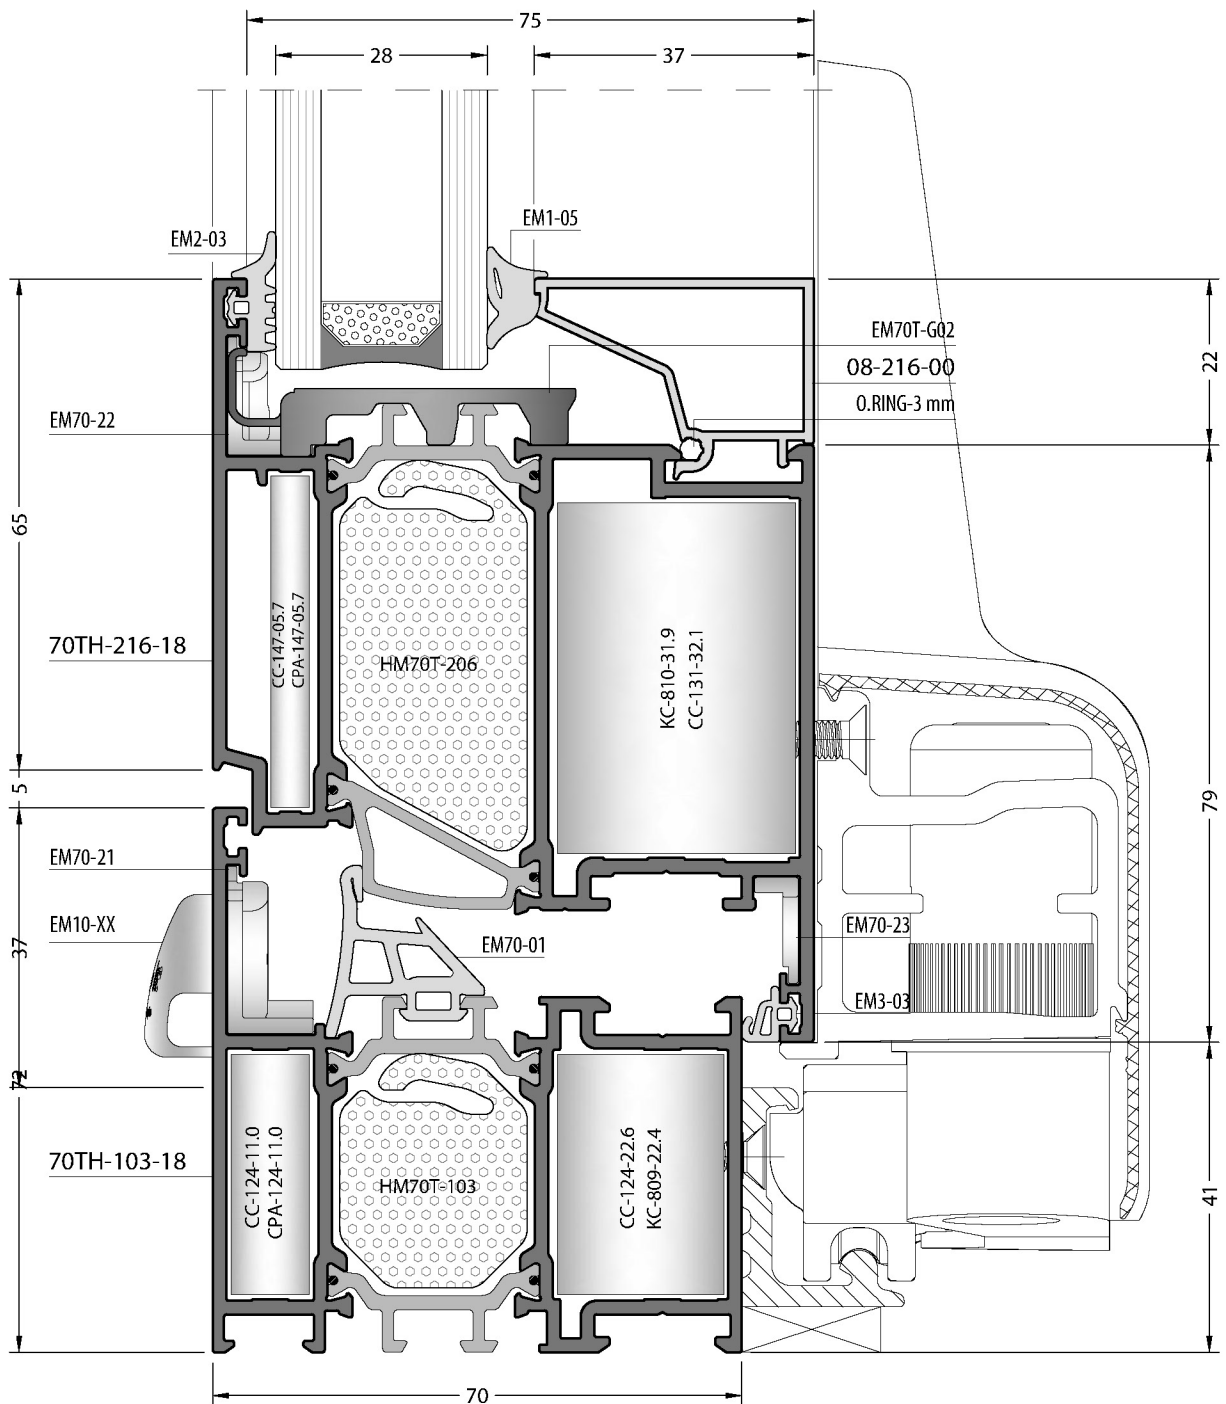 75
28
37
EM1-05
EM2-03
EM70T-G02
08-216-00
O.RING-3 mm
22
EM70-22
65
70TH-216-18
CC-147-05.7
CPA-147-05.7
HM70T-206
KC-810-31.9
CC-131-32.1
5
79
EM70-21
EM10-XX
37
EM70-01
EM70-23
EM3-03
72
70TH-103-18
CC-124-11.0
CPA-124-11.0
HM70T-103
CC-124-22.6
KC-809-22.4
41
70